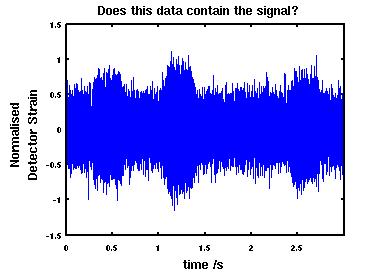 Does this data contain the signal?
1.5
1
0.5
0
-0.5
-1
-1.5
Normalised
Detector Strain
0 0.5 1 1.5 2 2.5
time /s